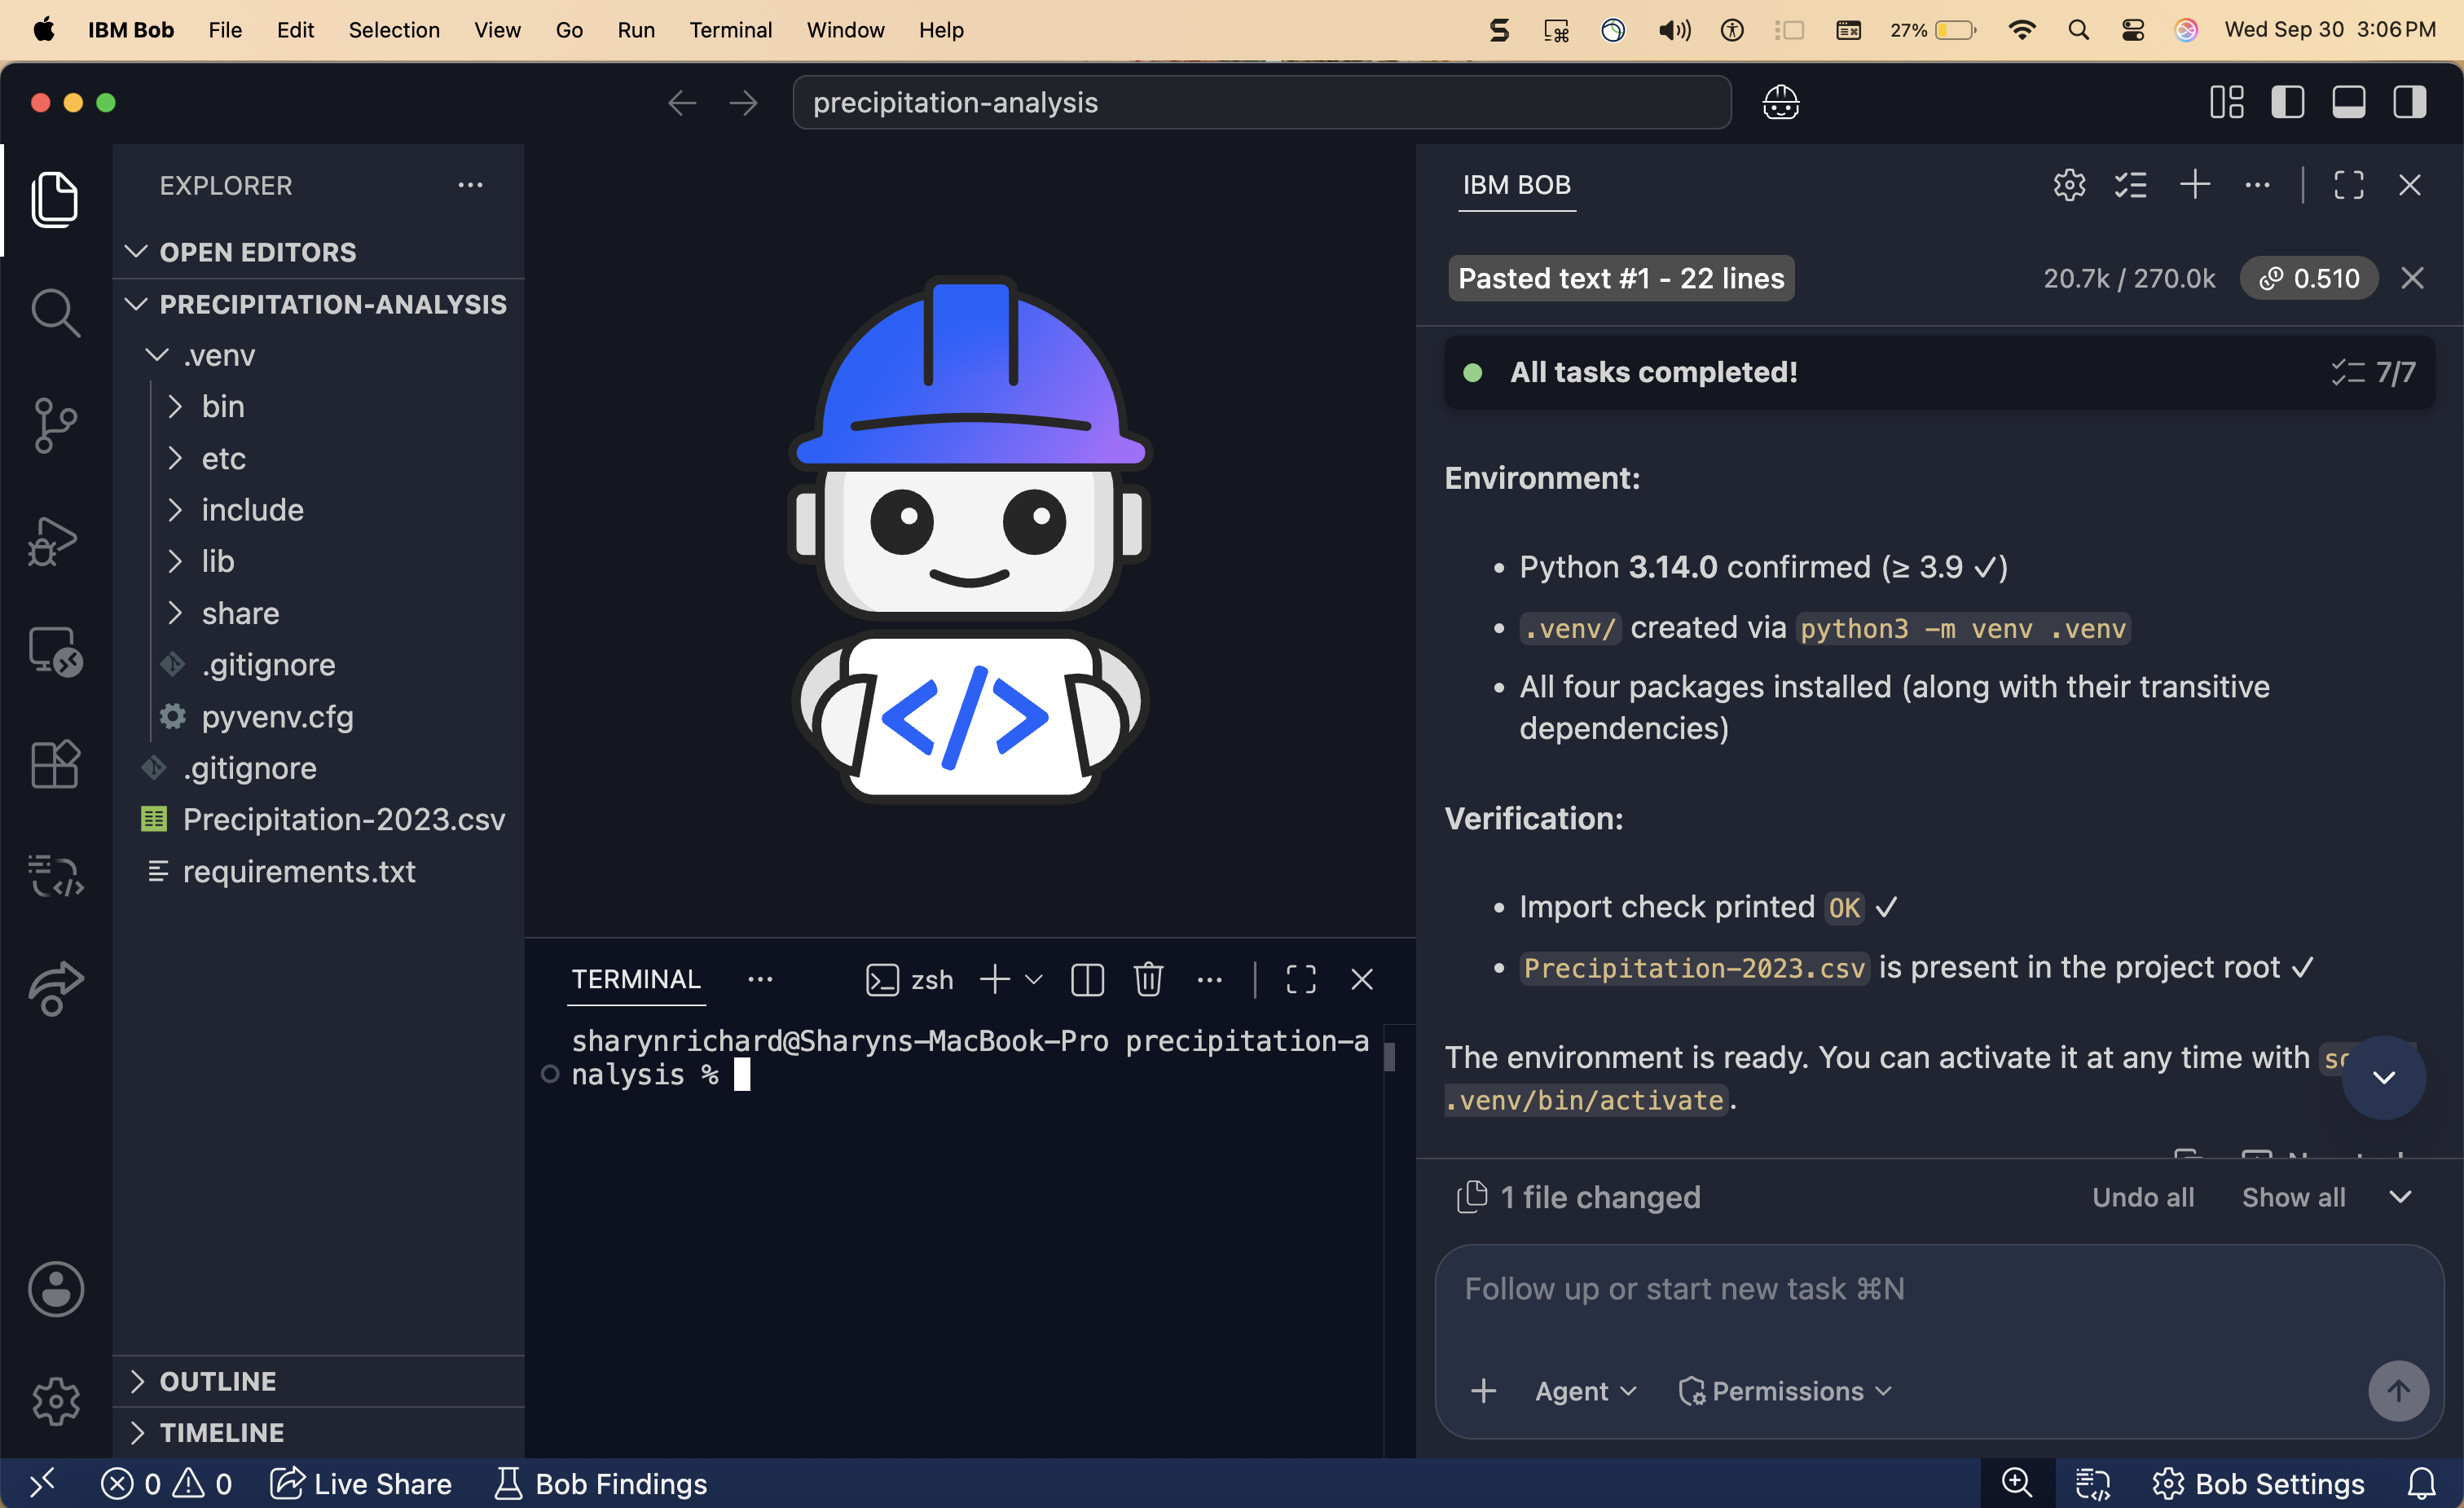 IBM Bob File Edit Selection View Go Run Terminal Window Help 27% Wed Sep 30 3:06 PM
precipitation-analysis
EXPLORER
OPEN EDITORS
PRECIPITATION-ANALYSIS
.venv
bin
etc
include
lib
share
.gitignore
pyvenv.cfg
.gitignore
Precipitation-2023.csv
requirements.txt
OUTLINE
TIMELINE
</>
TERMINAL zsh
sharynrichard@Sharyns-MacBook-Pro precipitation-a
nalysis %
IBM BOB
Pasted text #1 - 22 lines 20.7k / 270.0k 0.510
All tasks completed! 7/7
Environment:
• Python 3.14.0 confirmed (≥ 3.9 ✓)
• .venv/ created via python3 -m venv .venv
• All four packages installed (along with their transitive
dependencies)
Verification:
• Import check printed OK ✓
• Precipitation-2023.csv is present in the project root ✓
The environment is ready. You can activate it at any time with
.venv/bin/activate.
1 file changed Undo all Show all
Follow up or start new task ⌘N
Agent Permissions
0 0 Live Share Bob Findings Bob Settings